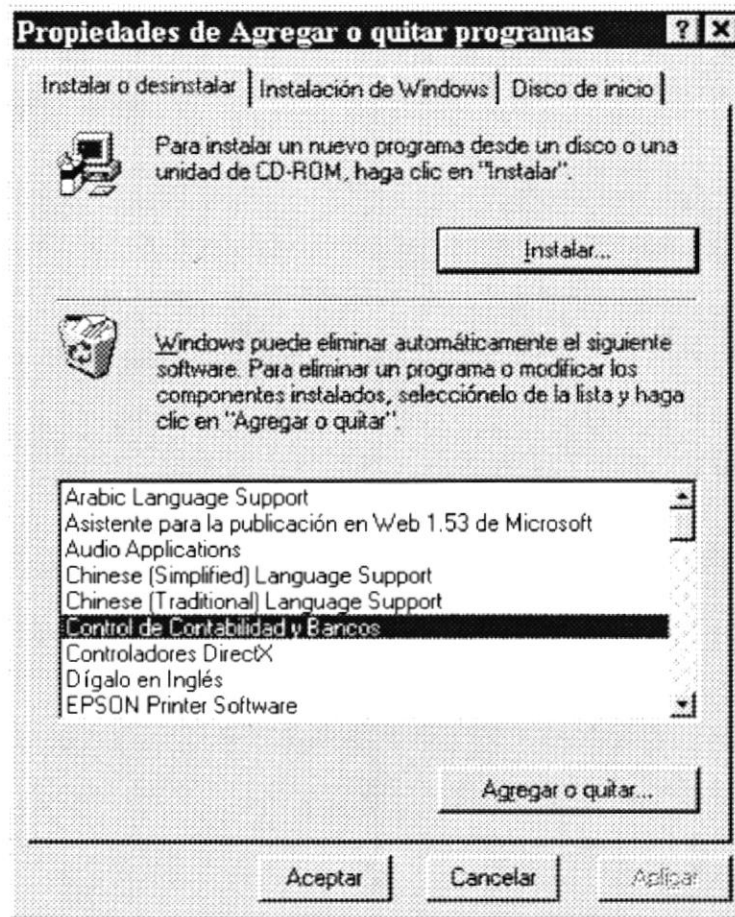 Propiedades de Agregar o quitar programas
Instalar o desinstalar
Instalación de Windows
Disco de inicio
Para instalar un nuevo programa desde un disco o una
unidad de CD-ROM, haga clic en "Instalar".
Instalar...
Windows puede eliminar automáticamente el siguiente
software. Para eliminar un programa o modificar los
componentes instalados, selecciónelo de la lista y haga
clic en "Agregar o quitar".
Arabic Language Support
Asistente para la publicación en Web 1.53 de Microsoft
Audio Applications
Chinese (Simplified) Language Support
Chinese (Traditional) Language Support
Control de Contabilidad y Bancos
Controladores DirectX
Dígalo en Inglés
EPSON Printer Software
Agregar o quitar...
Aceptar
Cancelar
Aplicar